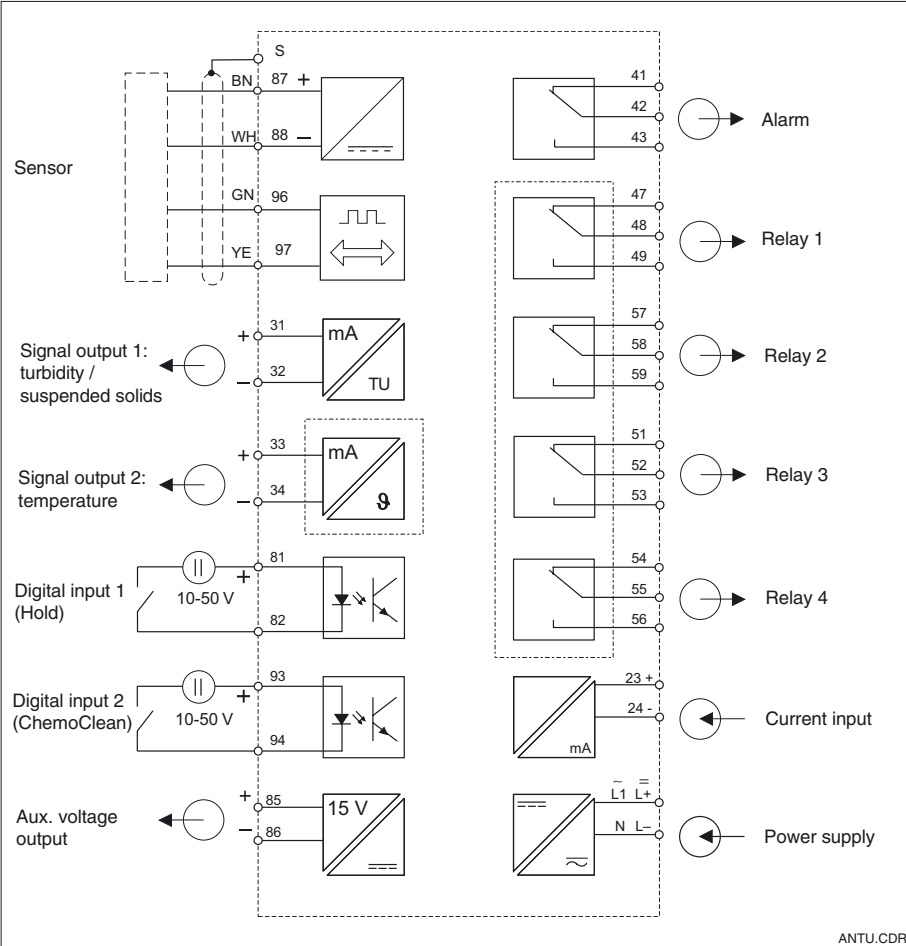 S
BN 87 +
WH 88 –
Sensor
GN 96
YE 97
Signal output 1:
turbidity /
suspended solids
+ 31
– 32
mA
TU
Signal output 2:
temperature
+ 33
– 34
mA
ϑ
Digital input 1
(Hold)
10-50 V
+
81
82
Digital input 2
(ChemoClean)
10-50 V
+
93
94
Aux. voltage
output
+ 85
– 86
15 V
41
42
43
Alarm
47
48
49
Relay 1
57
58
59
Relay 2
51
52
53
Relay 3
54
55
56
Relay 4
23 +
24 -
mA
Current input
~ =
L1 L+
N L–
Power supply
ANTU.CDR